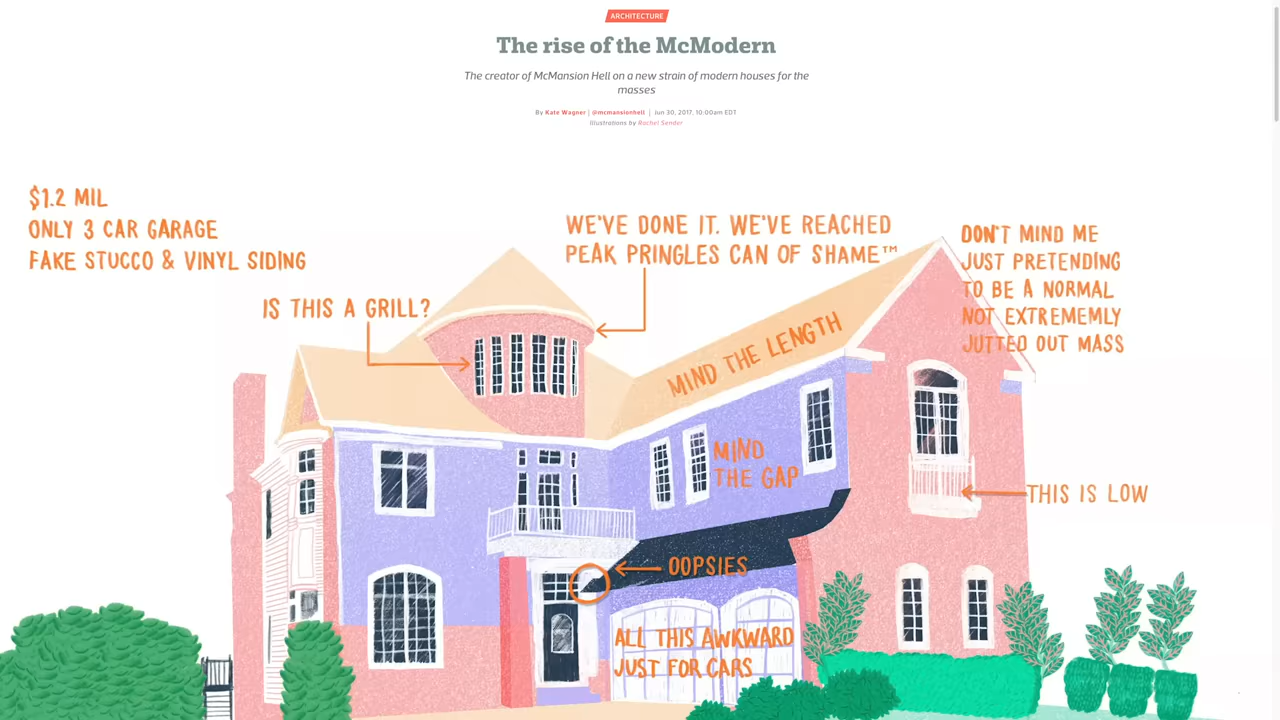 ARCHITECTURE
The rise of the McModern
The creator of McMansion Hell on a new strain of modern houses for the
masses
By Kate Wagner | @mcmansionhell | Jun 30, 2017, 10:00am EDT
Illustrations by Rachel Sender
$1.2 MIL
ONLY 3 CAR GARAGE
FAKE STUCCO & VINYL SIDING
IS THIS A GRILL?
WE'VE DONE IT. WE'VE REACHED
PEAK PRINGLES CAN OF SHAME™
DON'T MIND ME
JUST PRETENDING
TO BE A NORMAL
NOT EXTREMEMLY
JUTTED OUT MASS
MIND THE LENGTH
MIND
THE GAP
THIS IS LOW
OOPSIES
ALL THIS AWKWARD
JUST FOR CARS